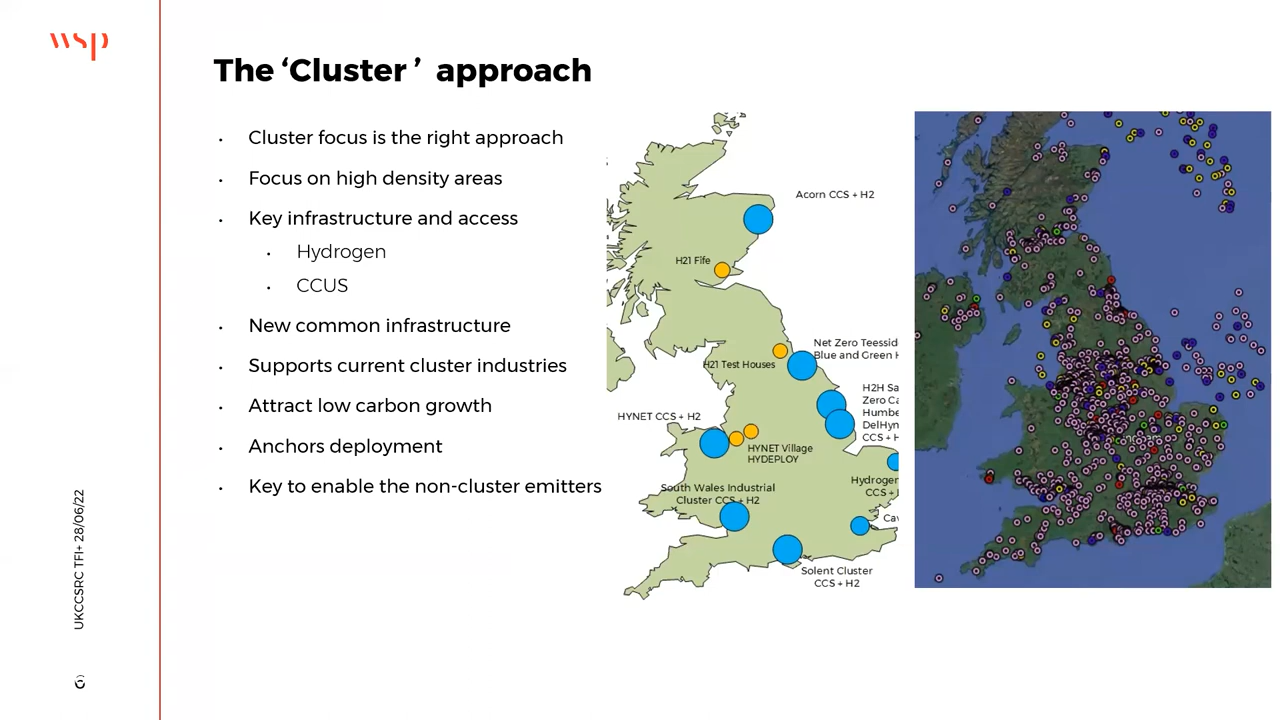 wsp
The ‘Cluster ’ approach
• Cluster focus is the right approach
• Focus on high density areas
• Key infrastructure and access
• Hydrogen
• CCUS
• New common infrastructure
• Supports current cluster industries
• Attract low carbon growth
• Anchors deployment
• Key to enable the non-cluster emitters
Acorn CCS + H2
H21 Fife
Net Zero Teessid
Blue and Green H
H21 Test Houses
H2H Sa
Zero Ca
Humbe
DelHyn
CCS + H
HYNET CCS + H2
HYNET Village
HYDEPLOY
Hydrogen
CCS +
South Wales Industrial
Cluster CCS + H2
Cav
Solent Cluster
CCS + H2
UKCCSRC TFI+ 28/06/22